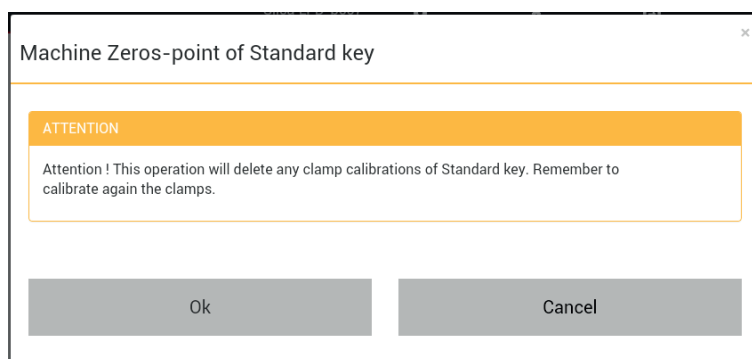 ×
Machine Zeros-point of Standard key
ATTENTION
Attention ! This operation will delete any clamp calibrations of Standard key. Remember to
calibrate again the clamps.
Ok
Cancel